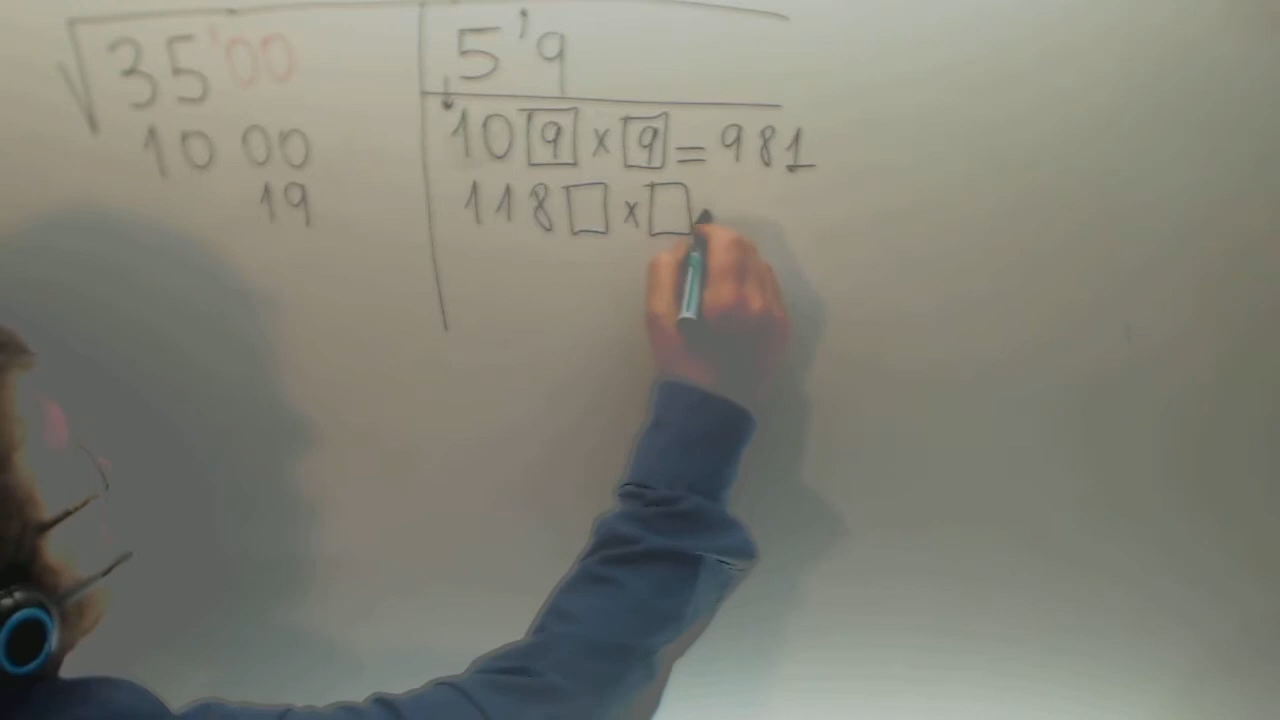 √35'00 5'9
10 00 10 9 × 9 = 981
19 118□ × □